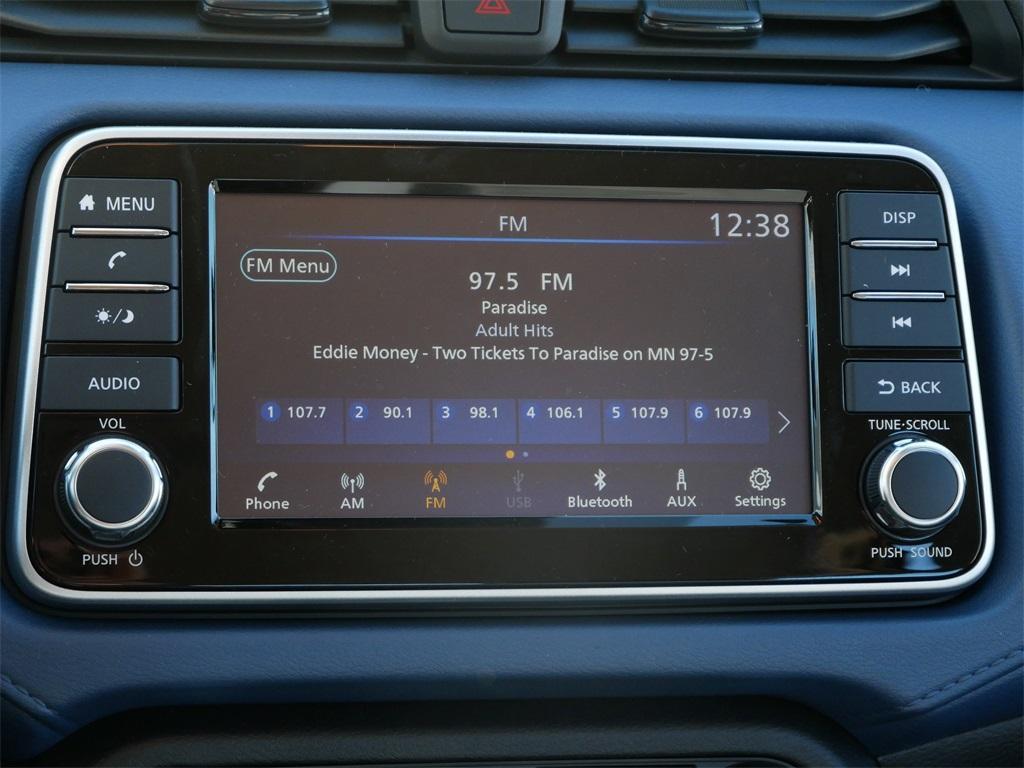 MENU
AUDIO
VOL
PUSH
FM
12:38
FM Menu
97.5 FM
Paradise
Adult Hits
Eddie Money - Two Tickets To Paradise on MN 97-5
1 107.7 2 90.1 3 98.1 4 106.1 5 107.9 6 107.9
Phone AM FM USB Bluetooth AUX Settings
DISP
BACK
TUNE·SCROLL
PUSH SOUND